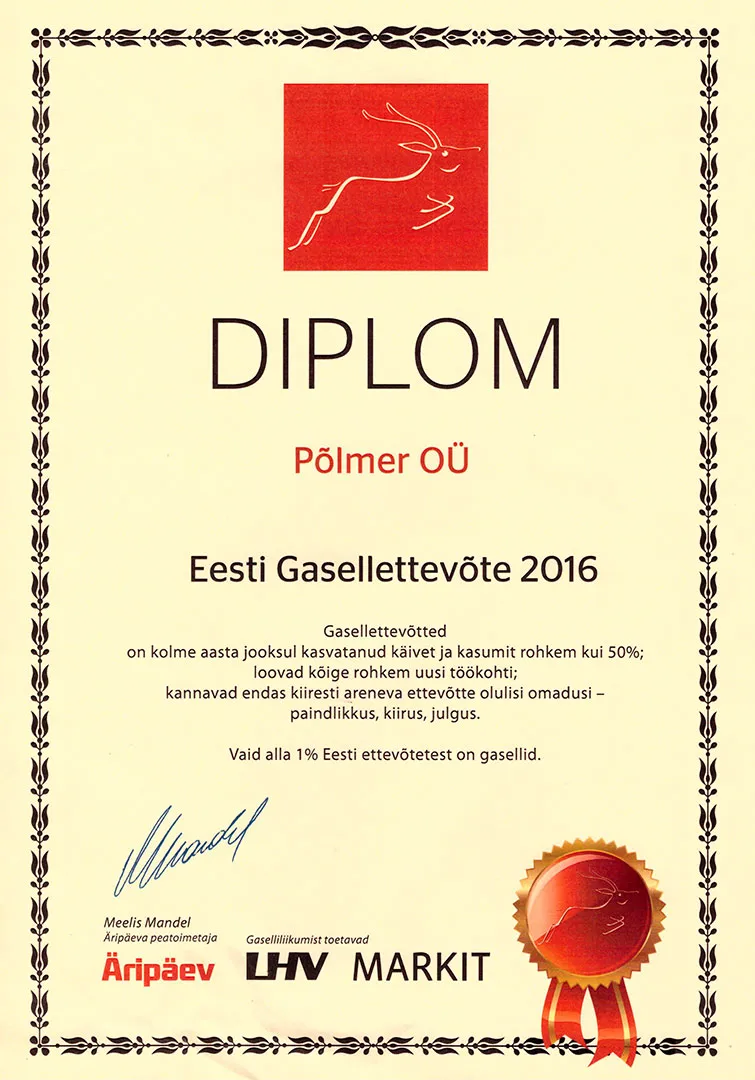 DIPLOM
Põlmer OÜ
Eesti Gasellettevõte 2016
Gasellettevõtted
on kolme aasta jooksul kasvatanud käivet ja kasumit rohkem kui 50%;
loovad kõige rohkem uusi töökohti;
kannavad endas kiiresti areneva ettevõtte olulisi omadusi –
paindlikkus, kiirus, julgus.
Vaid alla 1% Eesti ettevõtetest on gasellid.
Meelis Mandel
Äripäeva peatoimetaja
Äripäev
Gaselliliikumist toetavad
LHV MARKIT